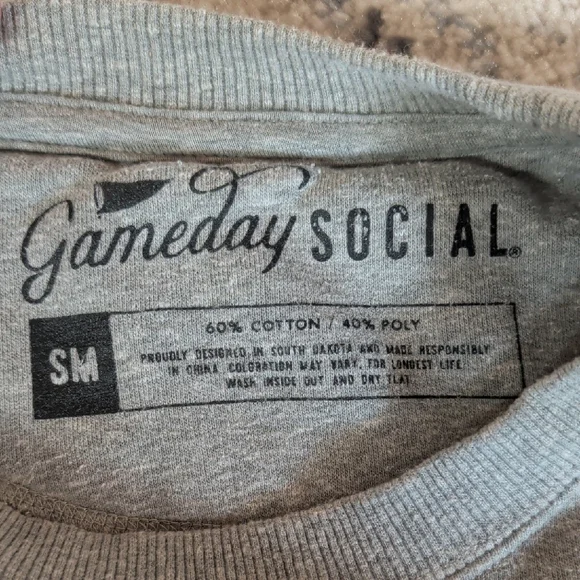 Gameday SOCIAL®
SM
60% COTTON / 40% POLY
PROUDLY DESIGNED IN SOUTH DAKOTA AND MADE RESPONSIBLY
IN CHINA COLORATION MAY VARY. FOR LONGEST LIFE
WASH INSIDE OUT AND DRY FLAT